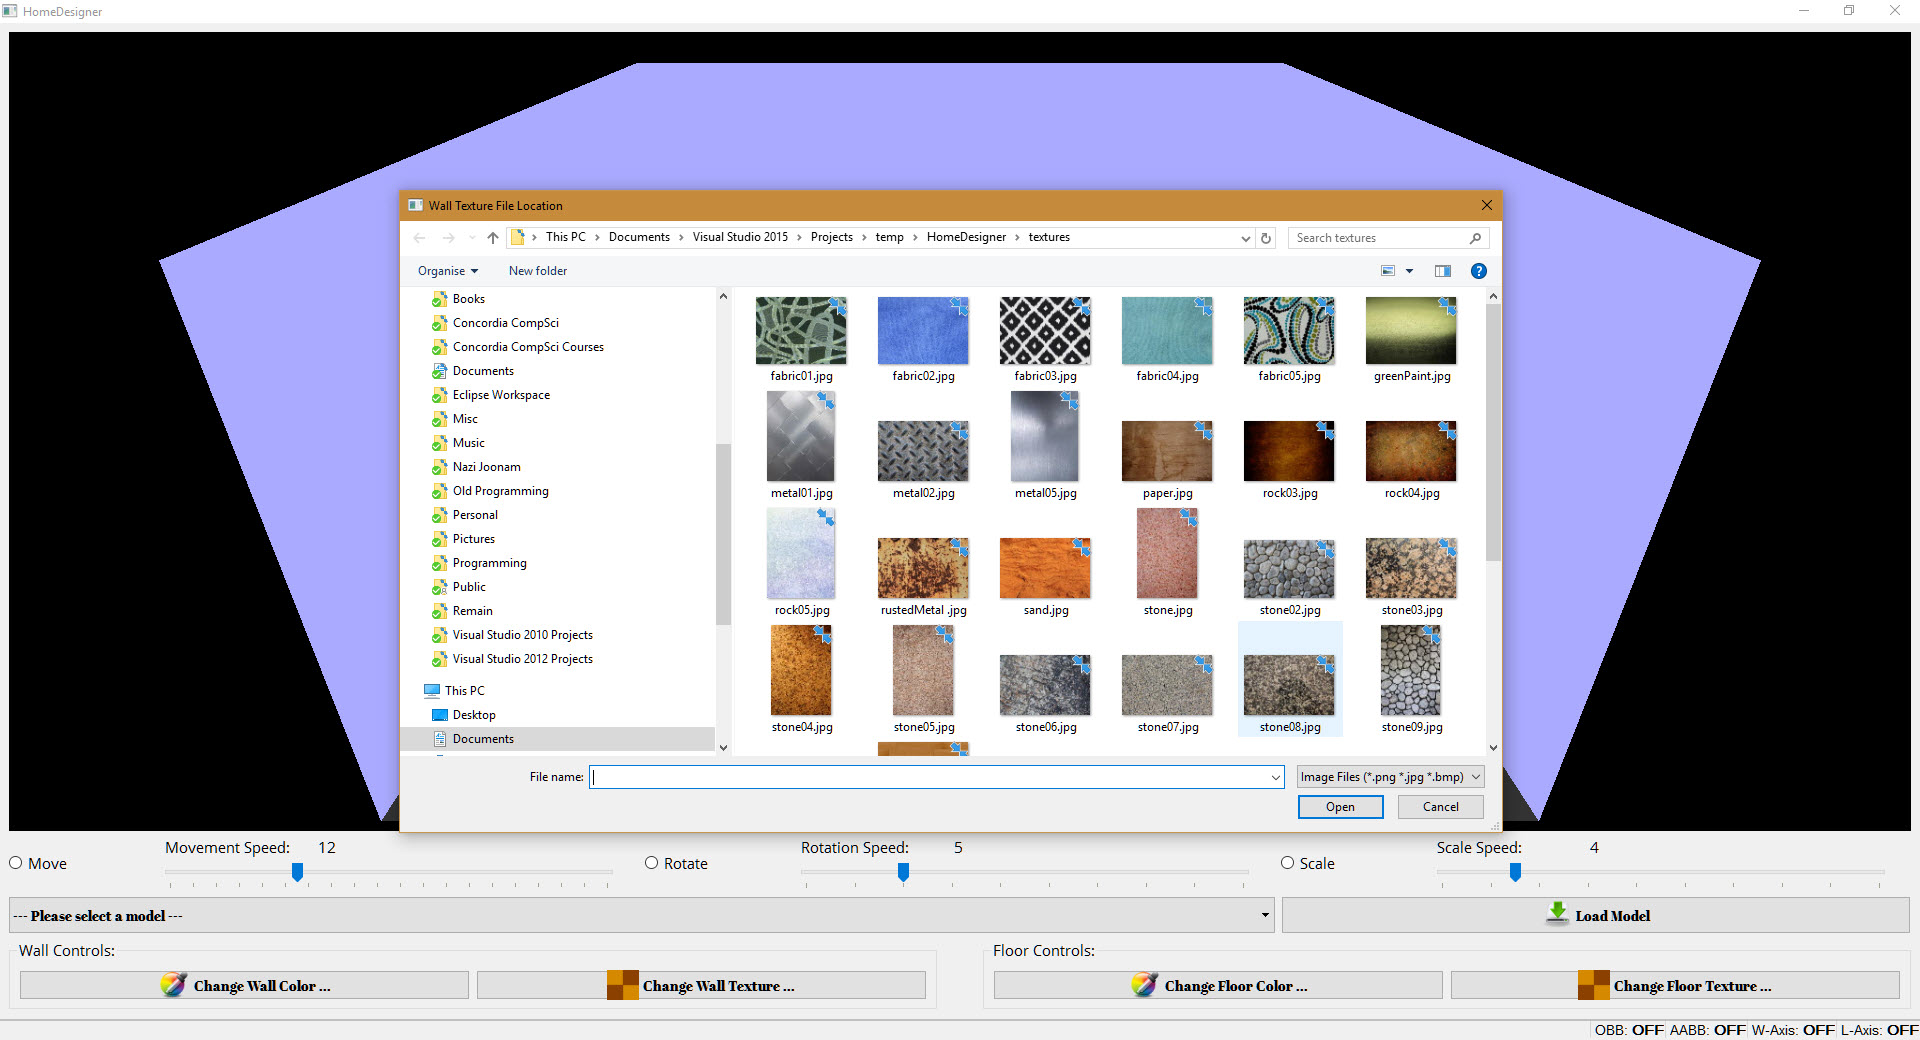 HomeDesigner
Wall Texture File Location
This PC > Documents > Visual Studio 2015 > Projects > temp > HomeDesigner > textures
Search textures
Organise
New folder
?
Books
Concordia CompSci
Concordia CompSci Courses
Documents
Eclipse Workspace
Misc
Music
Nazi Joonam
Old Programming
Personal
Pictures
Programming
Public
Remain
Visual Studio 2010 Projects
Visual Studio 2012 Projects
This PC
Desktop
Documents
fabric01.jpg fabric02.jpg fabric03.jpg fabric04.jpg fabric05.jpg greenPaint.jpg
metal01.jpg metal02.jpg metal05.jpg paper.jpg rock03.jpg rock04.jpg
rock05.jpg rustedMetal .jpg sand.jpg stone.jpg stone02.jpg stone03.jpg
stone04.jpg stone05.jpg stone06.jpg stone07.jpg stone08.jpg stone09.jpg
File name:
Image Files (*.png *.jpg *.bmp)
Open
Cancel
Move
Movement Speed: 12
Rotate
Rotation Speed: 5
Scale
Scale Speed: 4
--- Please select a model ---
Load Model
Wall Controls:
Change Wall Color ...
Change Wall Texture ...
Floor Controls:
Change Floor Color ...
Change Floor Texture ...
OBB: OFF AABB: OFF W-Axis: OFF L-Axis: OFF